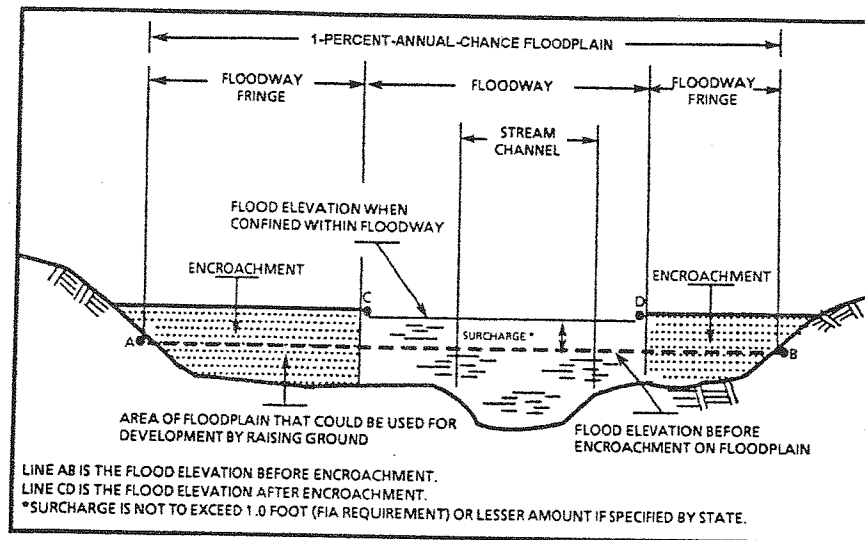 1-PERCENT-ANNUAL-CHANCE FLOODPLAIN
FLOODWAY
FRINGE
FLOODWAY
FLOODWAY
FRINGE
STREAM
CHANNEL
FLOOD ELEVATION WHEN
CONFINED WITHIN FLOODWAY
ENCROACHMENT
ENCROACHMENT
C
D
SURCHARGE *
A
B
AREA OF FLOODPLAIN THAT COULD BE USED FOR
DEVELOPMENT BY RAISING GROUND
FLOOD ELEVATION BEFORE
ENCROACHMENT ON FLOODPLAIN
LINE AB IS THE FLOOD ELEVATION BEFORE ENCROACHMENT.
LINE CD IS THE FLOOD ELEVATION AFTER ENCROACHMENT.
*SURCHARGE IS NOT TO EXCEED 1.0 FOOT (FIA REQUIREMENT) OR LESSER AMOUNT IF SPECIFIED BY STATE.